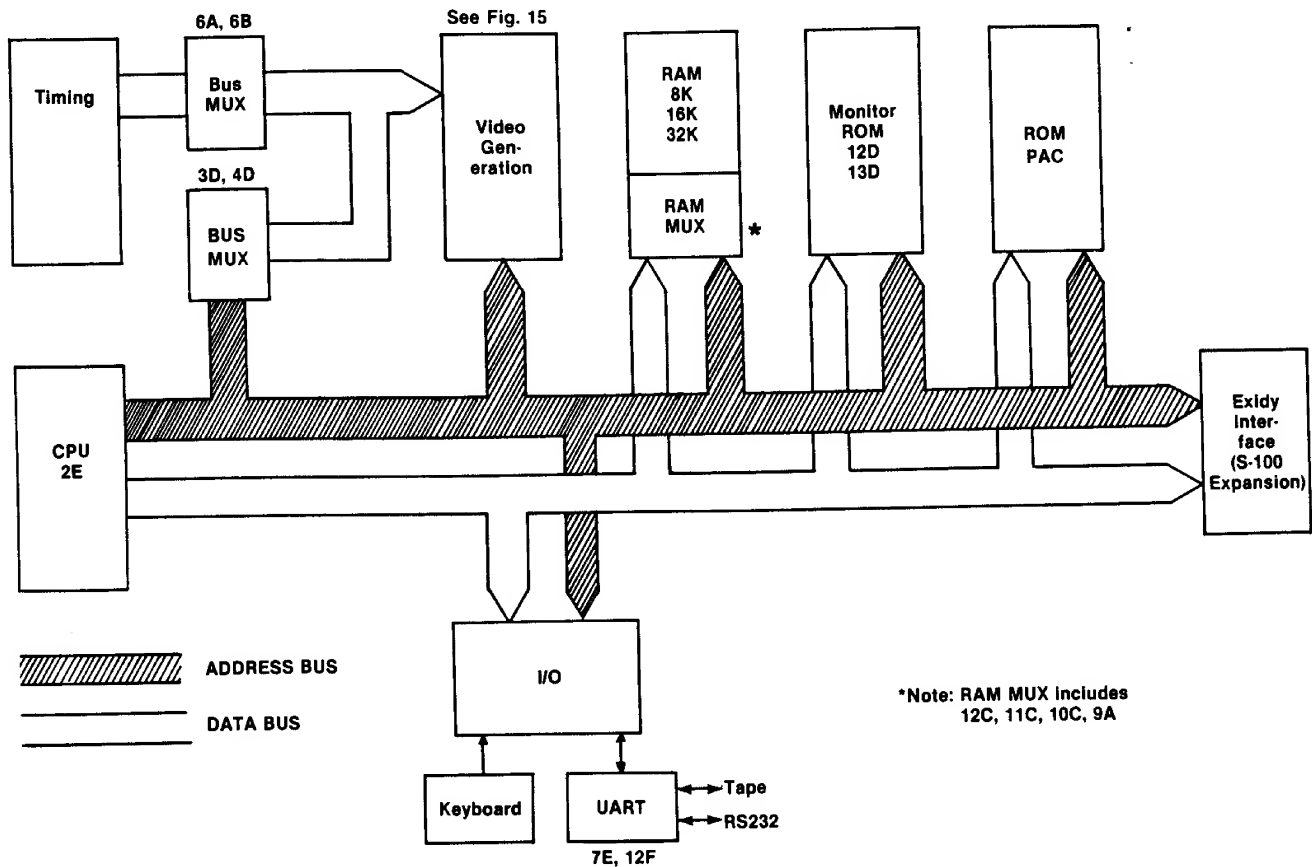 6A, 6B
See Fig. 15
Timing
Bus
MUX
Video
Gen-
eration
RAM
8K
16K
32K
Monitor
ROM
12D
13D
ROM
PAC
3D, 4D
BUS
MUX
RAM
MUX
*
CPU
2E
Exidy
Inter-
face
(S-100
Expansion)
ADDRESS BUS
DATA BUS
I/O
*Note: RAM MUX includes
12C, 11C, 10C, 9A
Keyboard
UART
Tape
RS232
7E, 12F